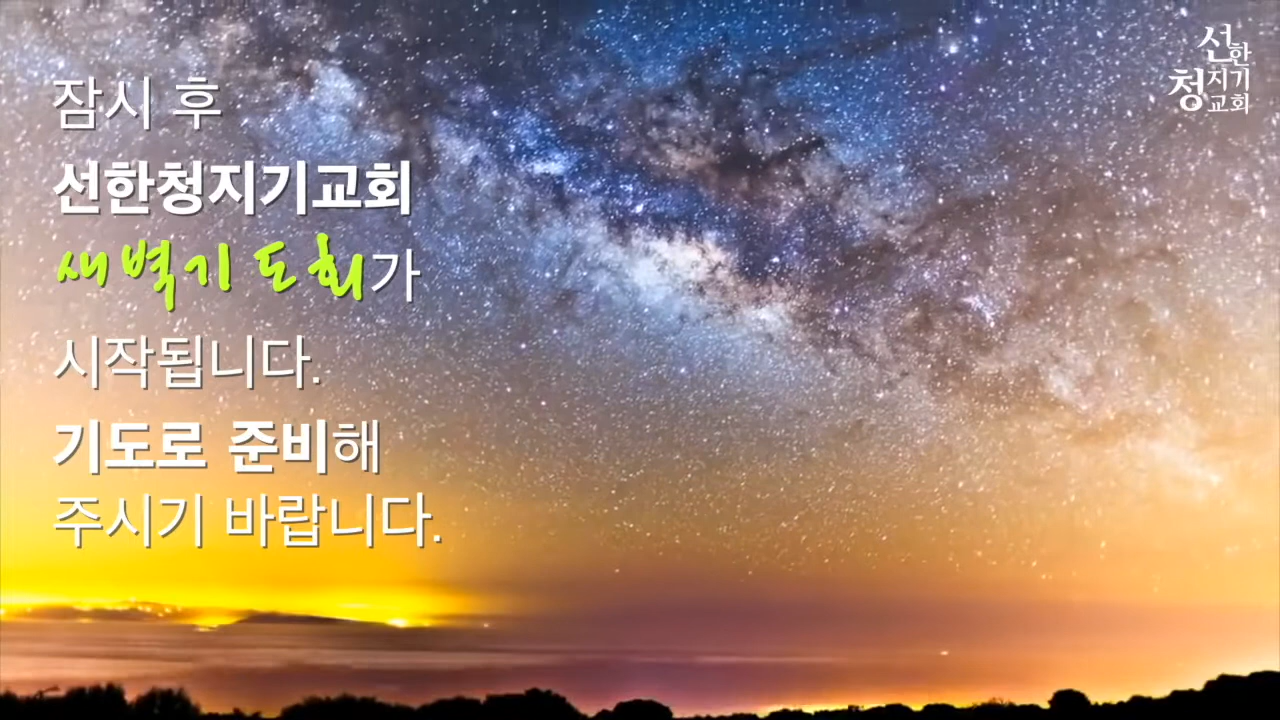 잠시 후
선한청지기교회
새벽기도회가
시작됩니다.
기도로 준비해
주시기 바랍니다.
선한
청지기
교회